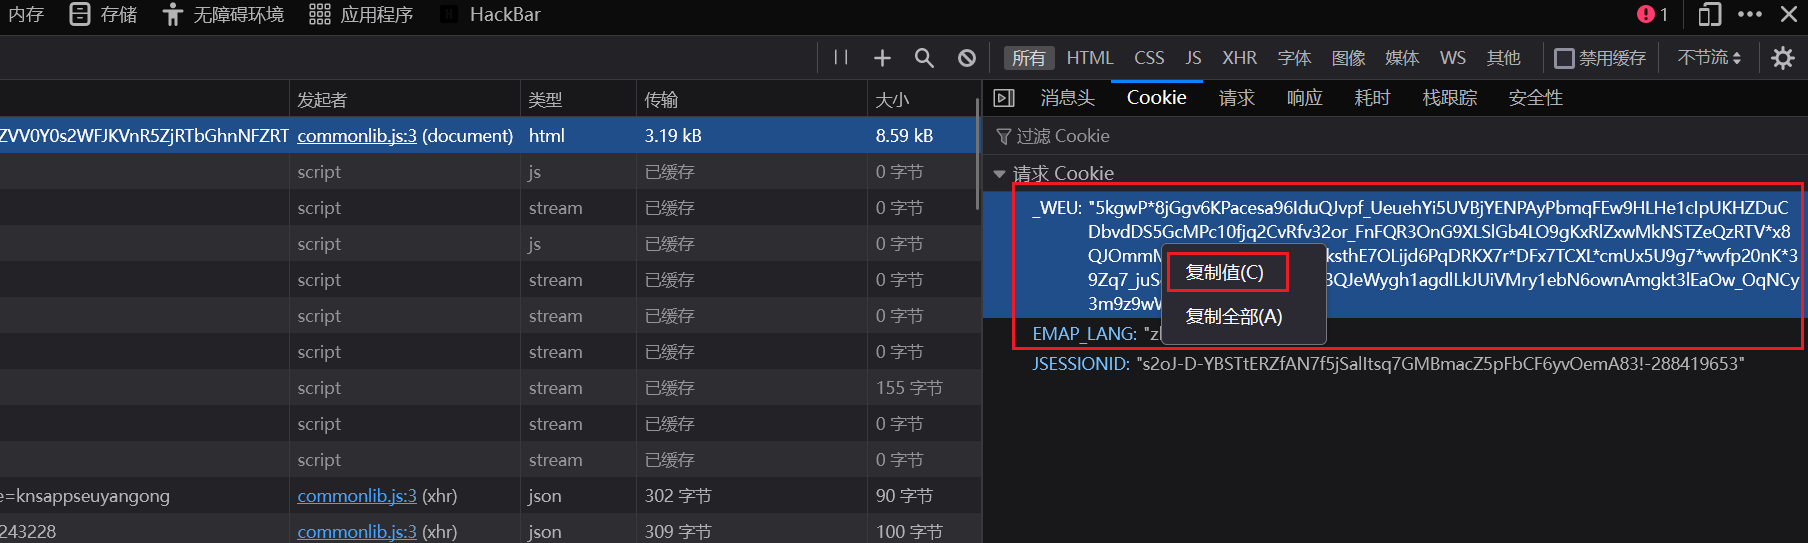 内存 存储 无障碍环境 应用程序 HackBar 1
所有 HTML CSS JS XHR 字体 图像 媒体 WS 其他 禁用缓存 不节流
发起者 类型 传输 大小
消息头 Cookie 请求 响应 耗时 栈跟踪 安全性
ZVV0Y0s2WFJKVnR5ZjRTbGhnNFZRT commonlib.js:3 (document) html 3.19 kB 8.59 kB
script js 已缓存 0 字节
script stream 已缓存 0 字节
script js 已缓存 0 字节
script stream 已缓存 0 字节
script stream 已缓存 0 字节
script stream 已缓存 0 字节
script stream 已缓存 155 字节
script stream 已缓存 0 字节
script stream 已缓存 0 字节
e=knsappseuyangong commonlib.js:3 (xhr) json 302 字节 90 字节
243228 commonlib.js:3 (xhr) json 309 字节 100 字节
过滤 Cookie
请求 Cookie
_WEU: "5kgwP*8jGgv6KPacesa96IduQJvpf_UeuehYi5UVBjYENPAyPbmqFEw9HLHe1cIpUKHZDuC
DbvdDS5GcMPc10fjq2CvRfv32or_FnFQR3OnG9XLSlGb4LO9gKxRlZxwMkNSTZeQzRTV*x8
QJOmm ksthE7OLijd6PqDRKX7r*DFx7TCXL*cmUx5U9g7*wvfp20nK*3
9Zq7_juS QJeWygh1agdlLkJUiVMry1ebN6ownAmgkt3lEaOw_OqNCy
3m9z9w
复制值(C)
复制全部(A)
EMAP_LANG: "z
JSESSIONID: "s2oJ-D-YBSTtERZfAN7f5jSalItsq7GMBmacZ5pFbCF6yvOemA83!-288419653"